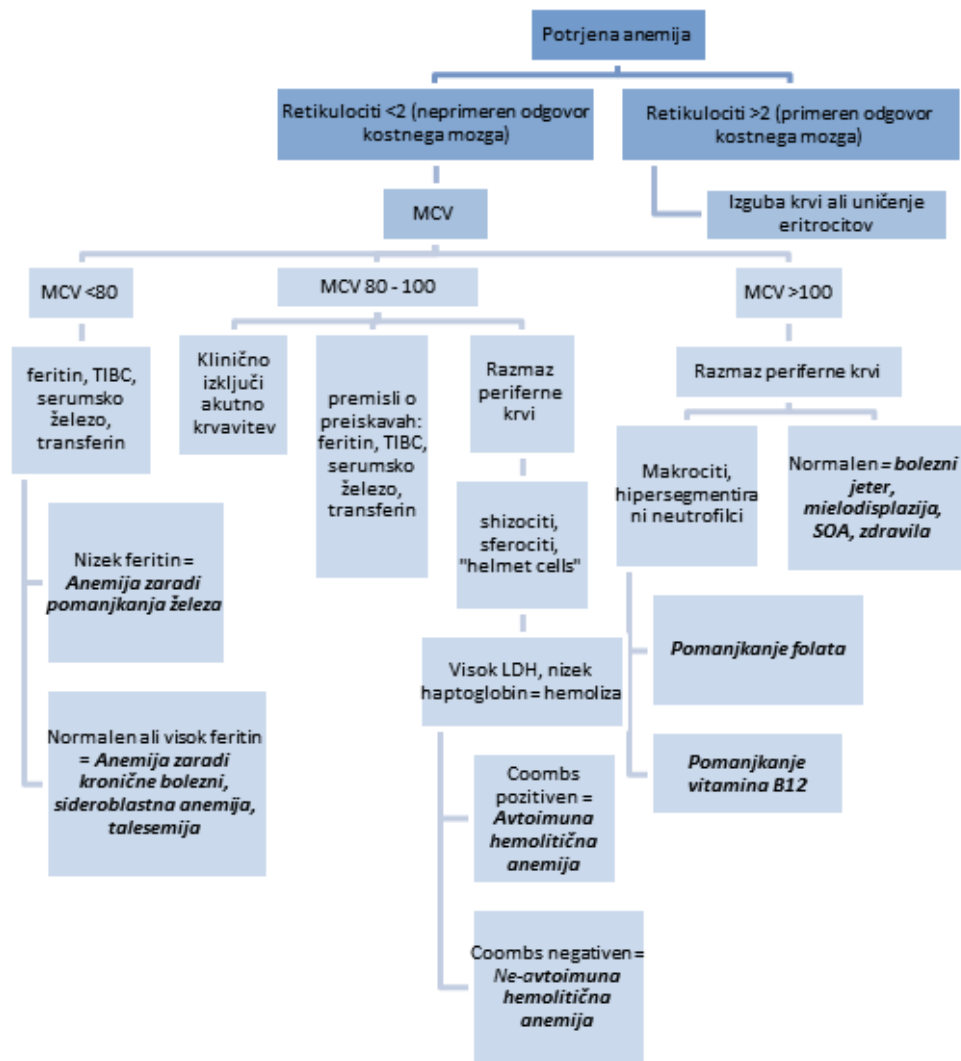 Potrjena anemija
Retikulociti <2 (neprimeren odgovor
kostnega mozga)
Retikulociti >2 (primeren odgovor
kostnega mozga)
MCV
Izguba krvi ali uničenje
eritrocitov
MCV <80
MCV 80 - 100
MCV >100
feritin, TIBC,
serumsko
železo,
transferin
Klinično
izključi
akutno
krvavitev
premisli o
preiskavah:
feritin, TIBC,
serumsko
železo,
transferin
Razmaz
periferne
krvi
Razmaz periferne krvi
Makrociti,
hipersegmentira
ni neutrofilci
Normalen = bolezni
jeter,
mielodisplazija,
SOA, zdravila
shizociti,
sferociti,
"helmet cells"
Nizek feritin =
Anemija zaradi
pomanjkanja železa
Pomanjkanje folata
Visok LDH, nizek
haptoglobin = hemoliza
Normalen ali visok feritin
= Anemija zaradi
kronične bolezni,
sideroblastna anemija,
talesemija
Pomanjkanje
vitamina B12
Coombs
pozitiven =
Avtoimuna
hemolitična
anemija
Coombs negativen =
Ne-avtoimuna
hemolitična
anemija